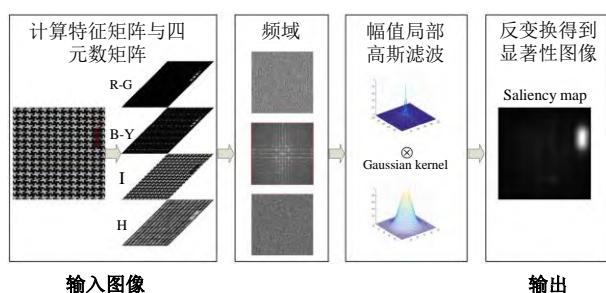 计算特征矩阵与四
元数矩阵
R-G
B-Y
I
H
频域
幅值局部
高斯滤波
⊗
Gaussian kernel
反变换得到
显著性图像
Saliency map
输入图像
输出